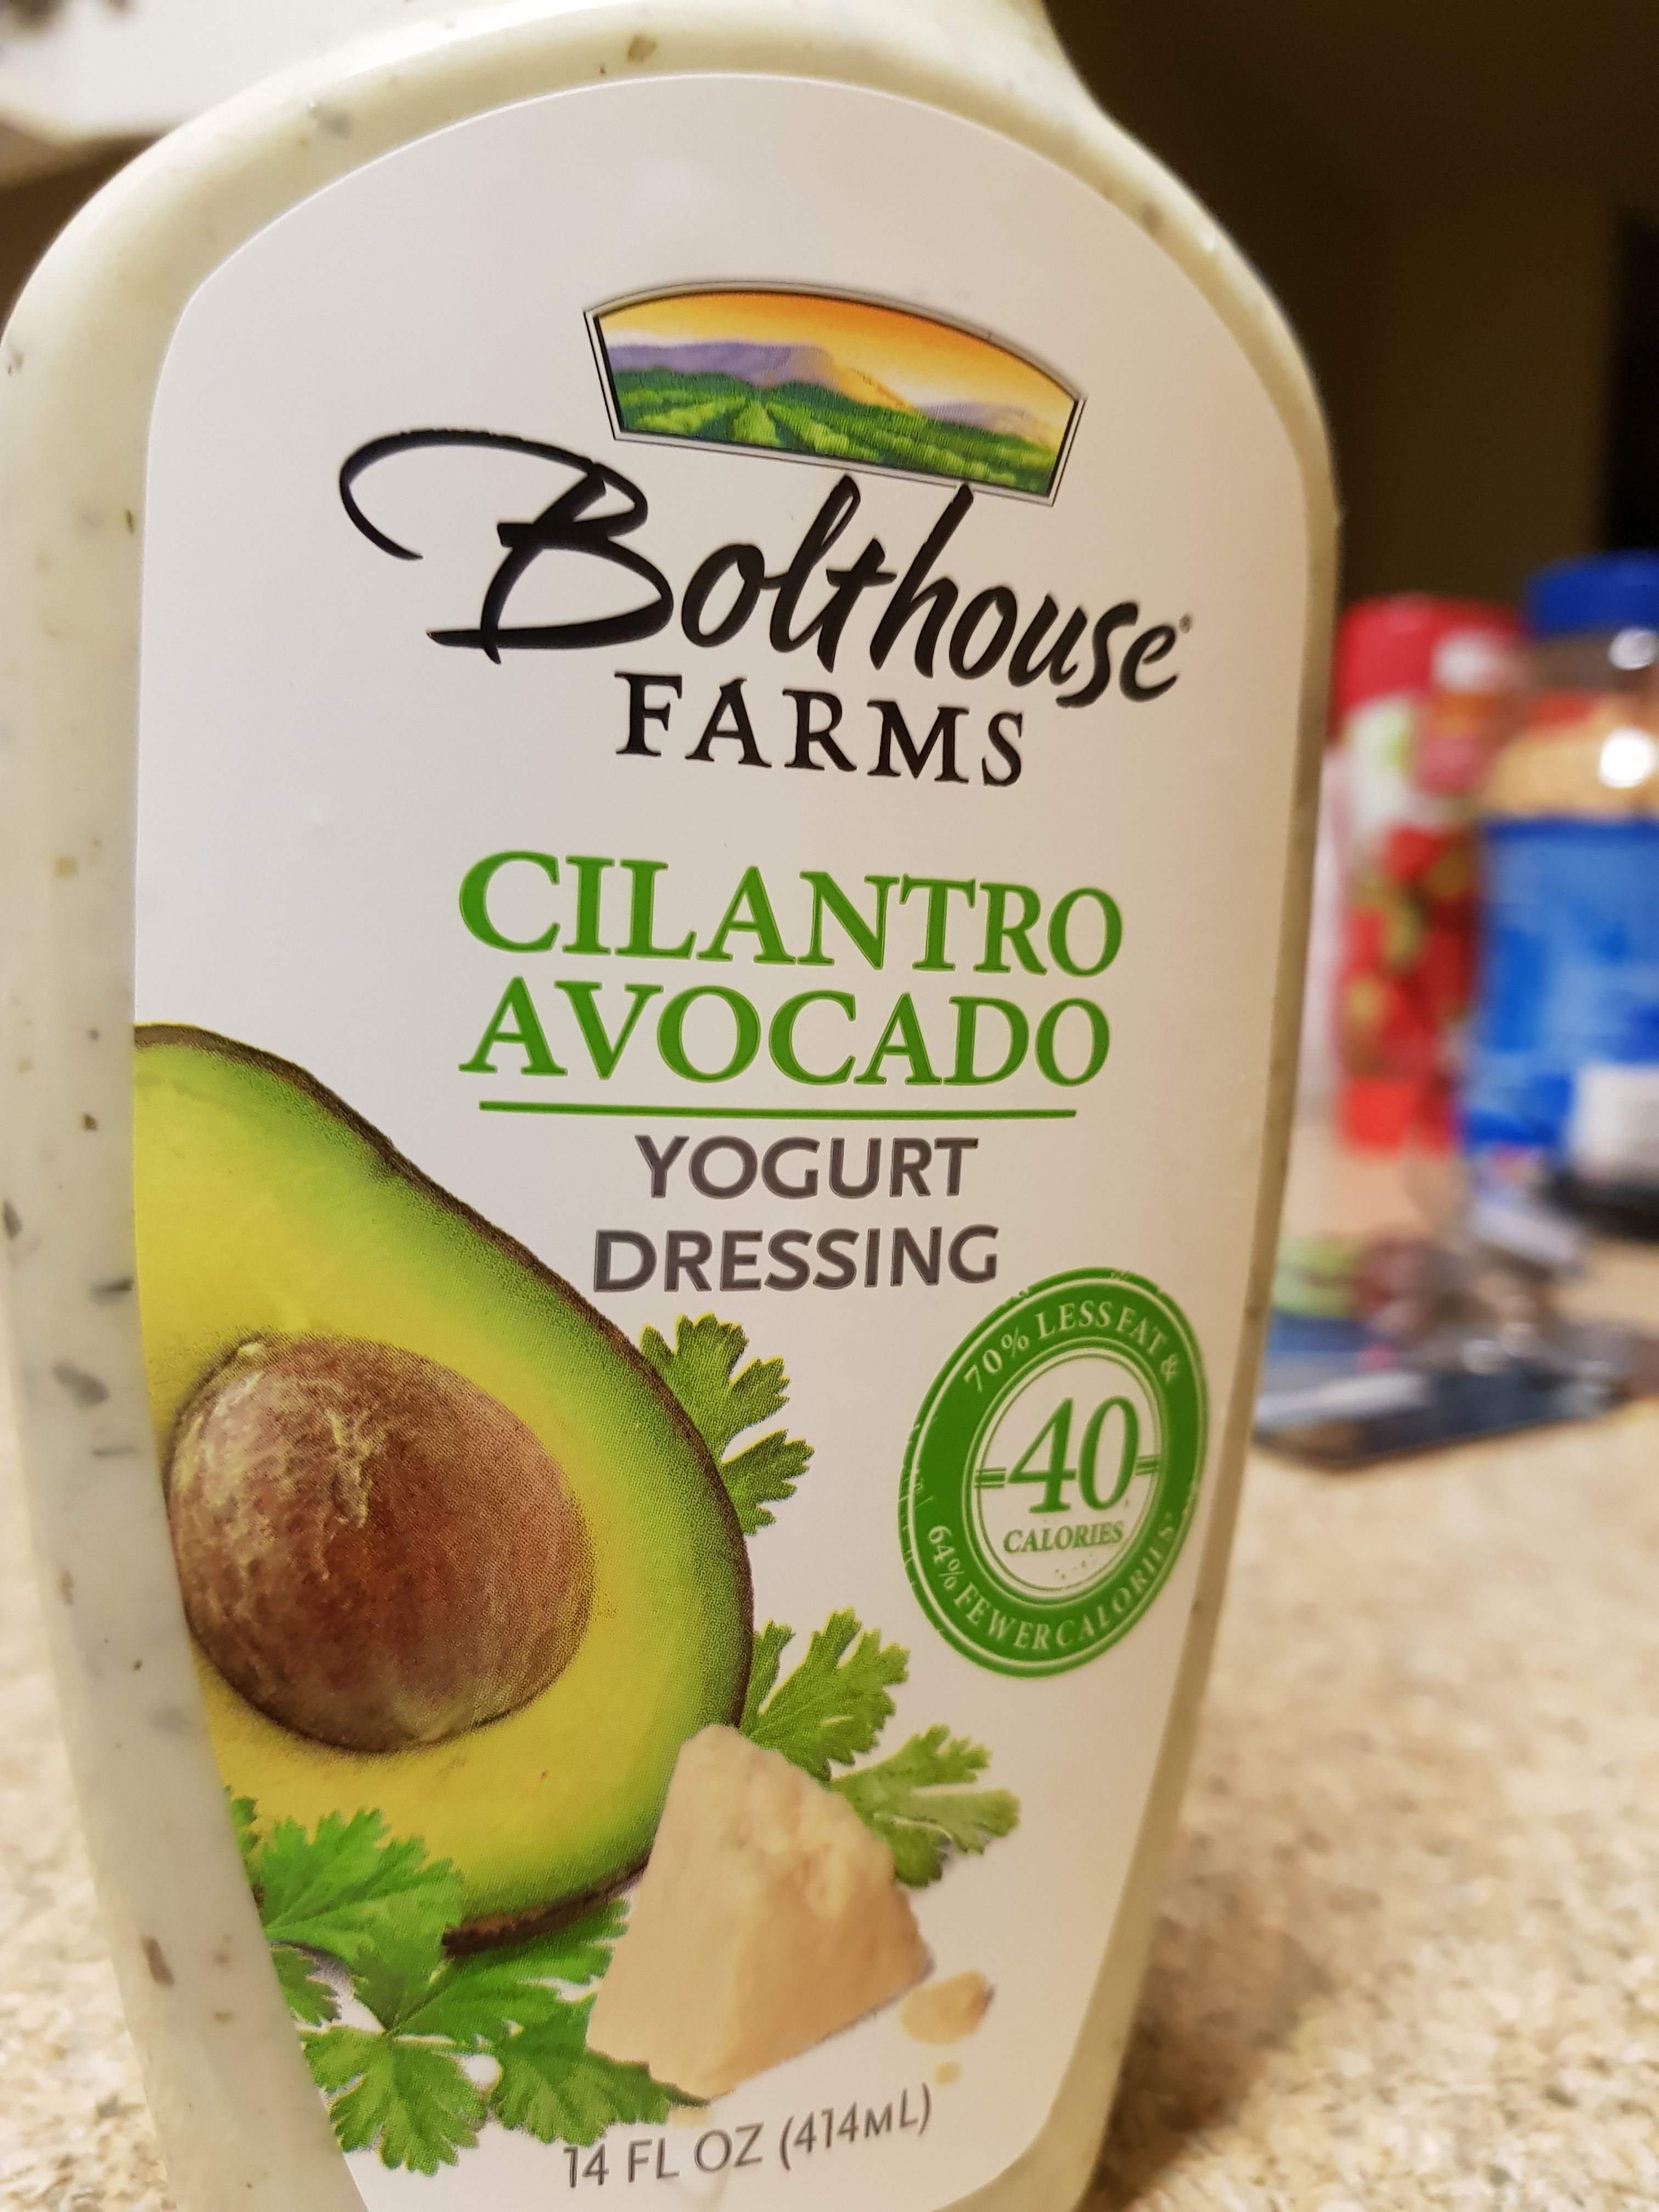 Bolthouse®
FARMS
CILANTRO
AVOCADO
YOGURT
DRESSING
70% LESS FAT &
40
CALORIES
64% FEWER CALORIES*
14 FL OZ (414mL)